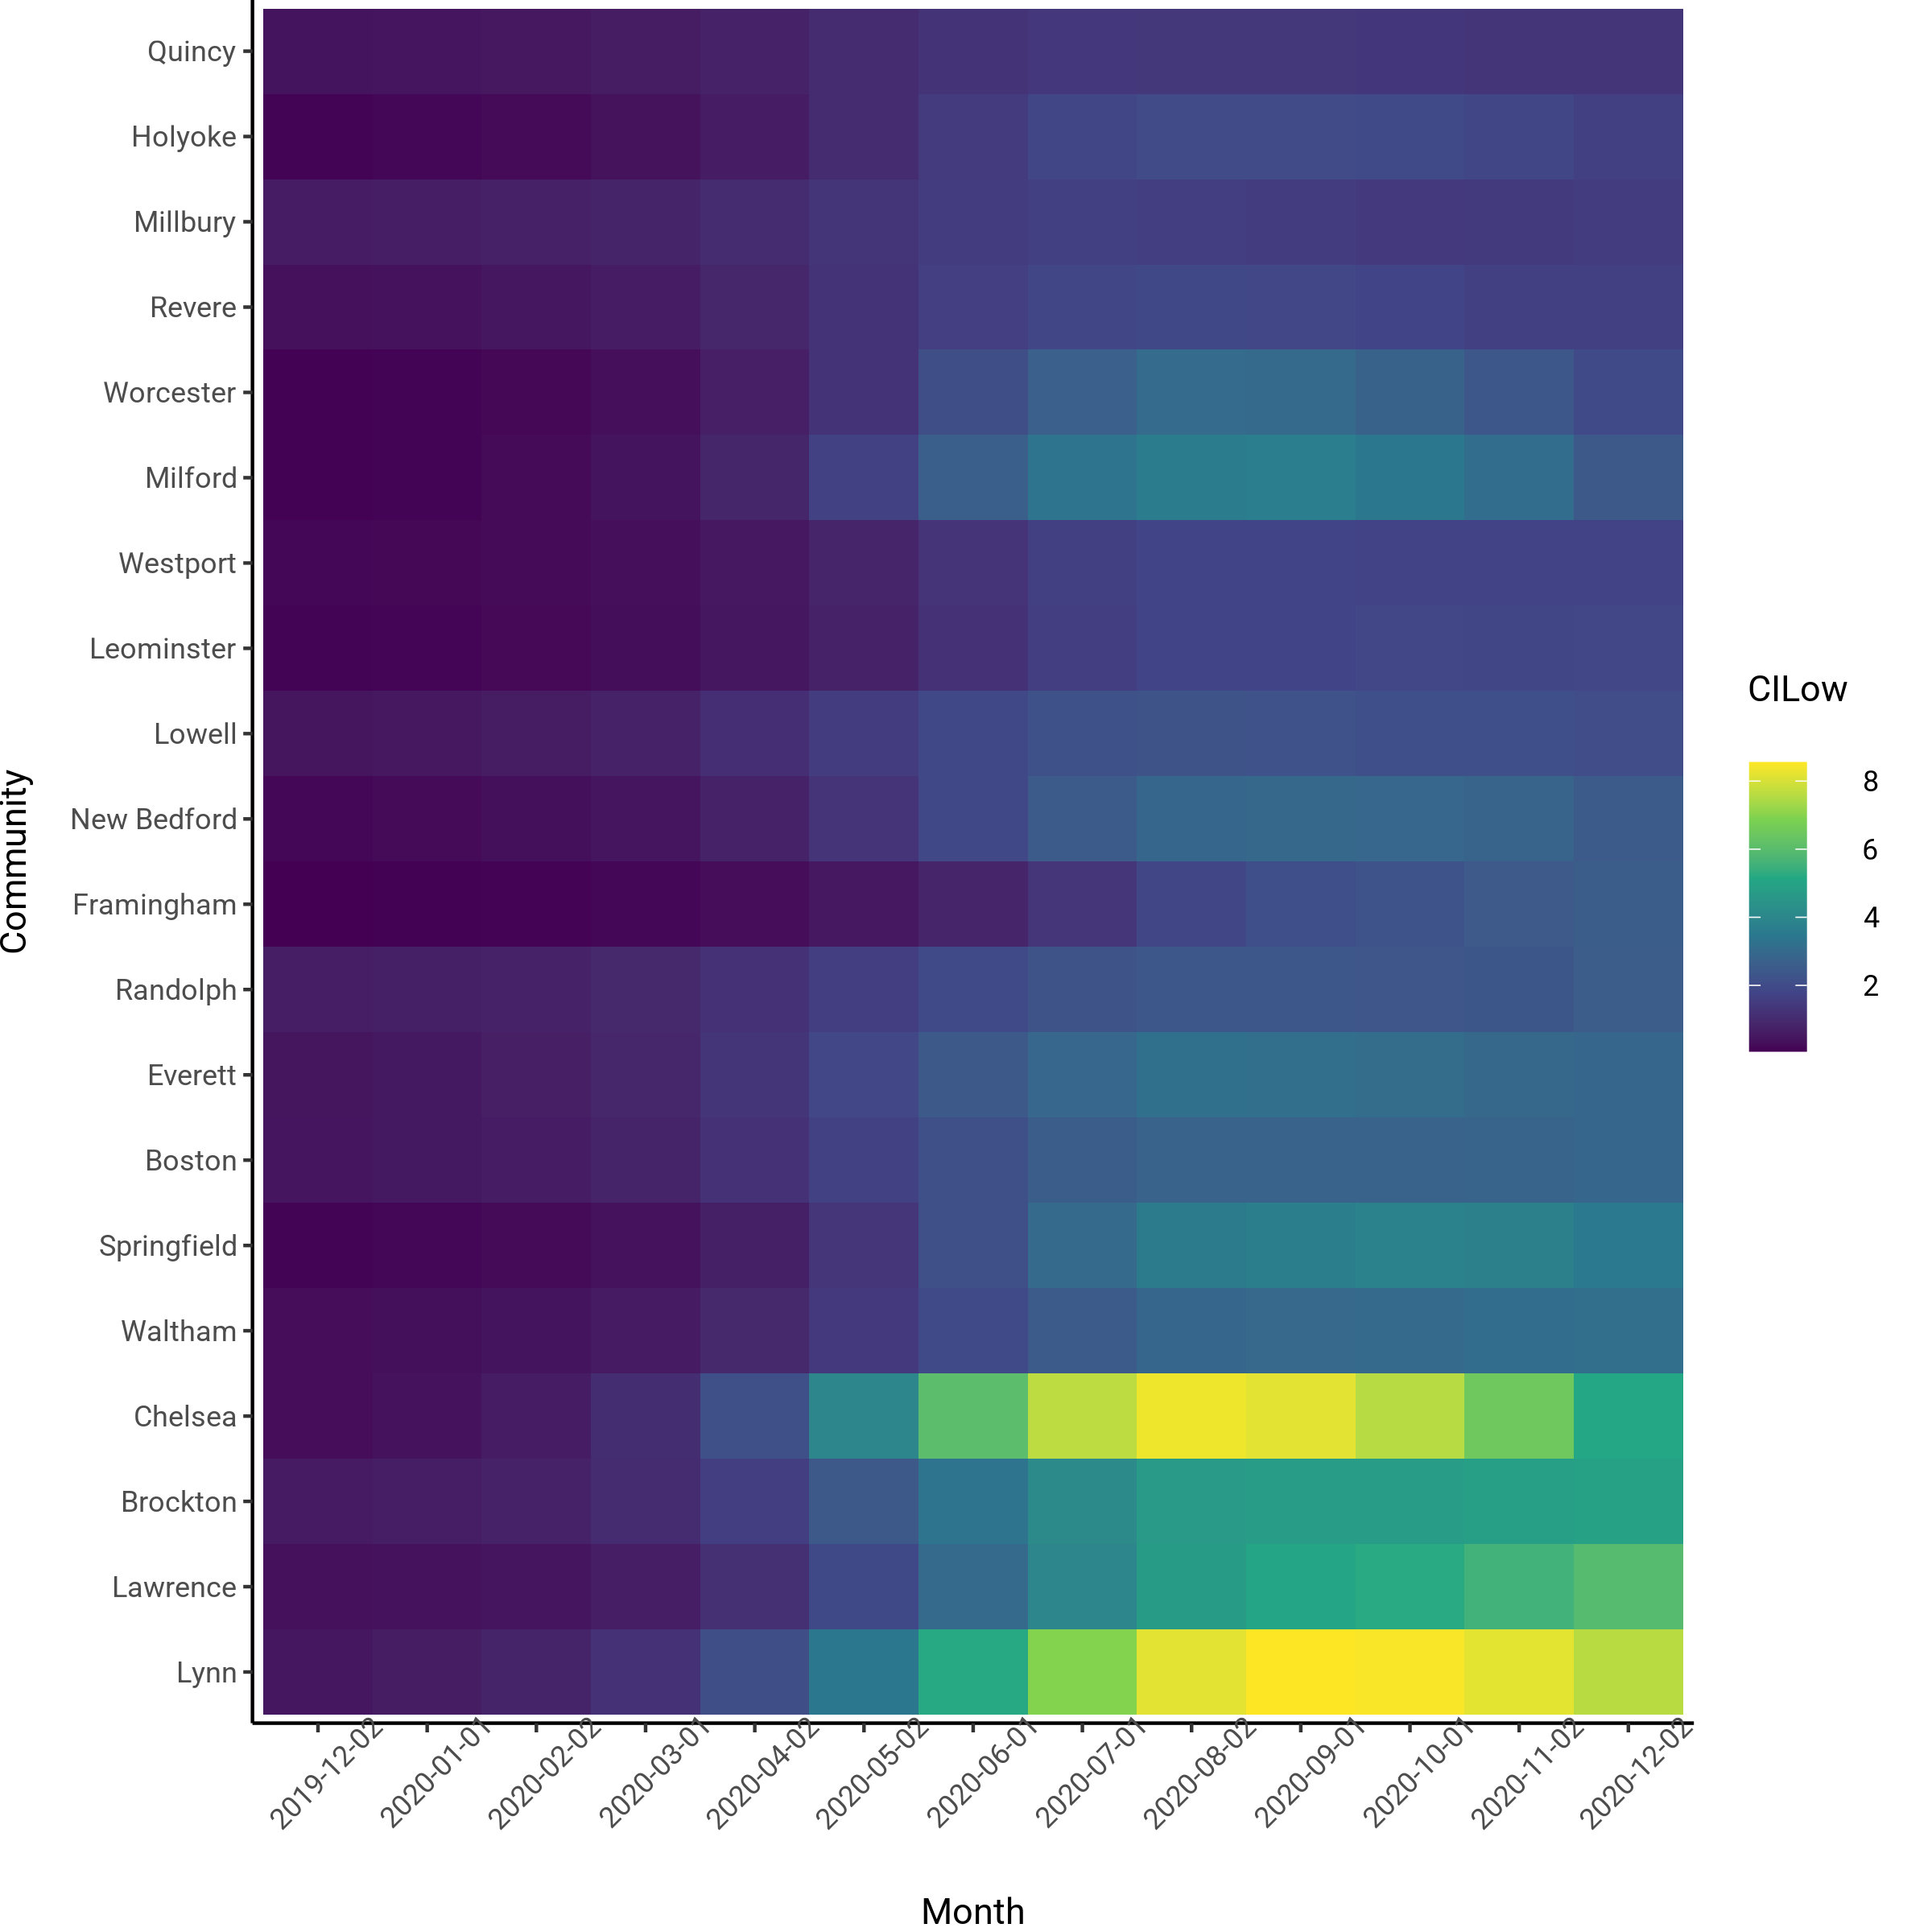 Quincy
Holyoke
Millbury
Revere
Worcester
Milford
Westport
Leominster
Lowell
New Bedford
Framingham
Randolph
Everett
Boston
Springfield
Waltham
Chelsea
Brockton
Lawrence
Lynn
Community
2019-12-02
2020-01-01
2020-02-02
2020-03-01
2020-04-02
2020-05-02
2020-06-01
2020-07-01
2020-08-02
2020-09-01
2020-10-01
2020-11-02
2020-12-02
Month
CILow
8
6
4
2